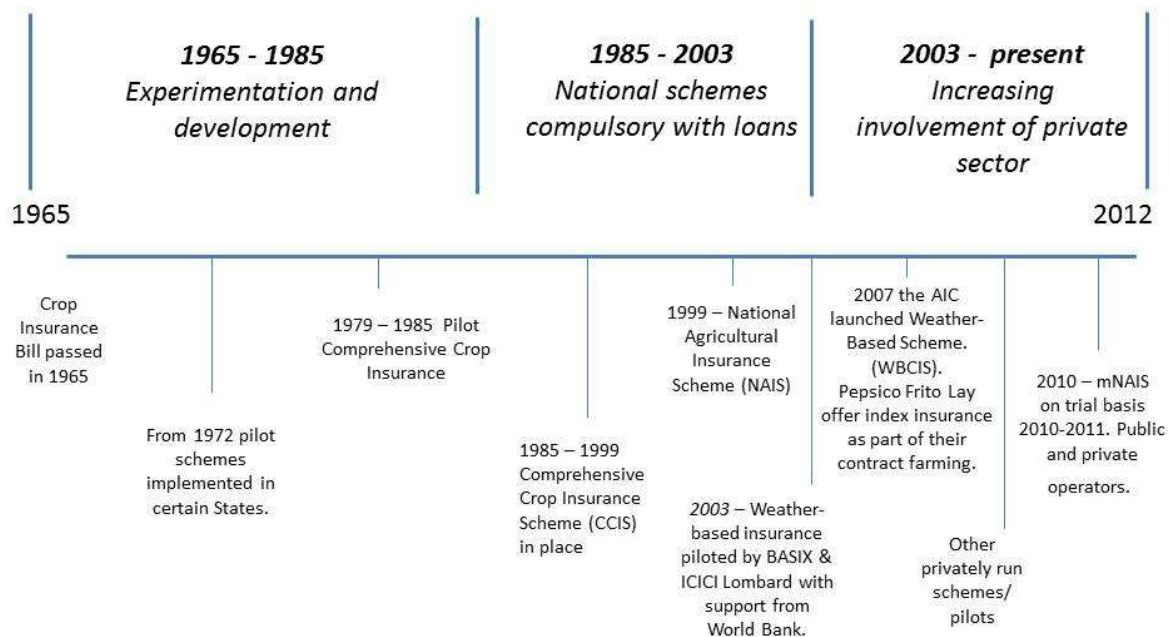 1965 - 1985
Experimentation and
development
1985 - 2003
National schemes
compulsory with loans
2003 - present
Increasing
involvement of private
sector
1965
2012
Crop
Insurance
Bill passed
in 1965
From 1972 pilot
schemes
implemented in
certain States.
1979 – 1985 Pilot
Comprehensive Crop
Insurance
1985 – 1999
Comprehensive
Crop Insurance
Scheme (CCIS)
in place
1999 – National
Agricultural
Insurance
Scheme (NAIS)
2003 – Weather-
based insurance
piloted by BASIX &
ICICI Lombard with
support from
World Bank.
2007 the AIC
launched Weather-
Based Scheme.
(WBCIS).
Pepsico Frito Lay
offer index insurance
as part of their
contract farming.
Other
privately run
schemes/
pilots
2010 – mNAIS
on trial basis
2010-2011. Public
and private
operators.